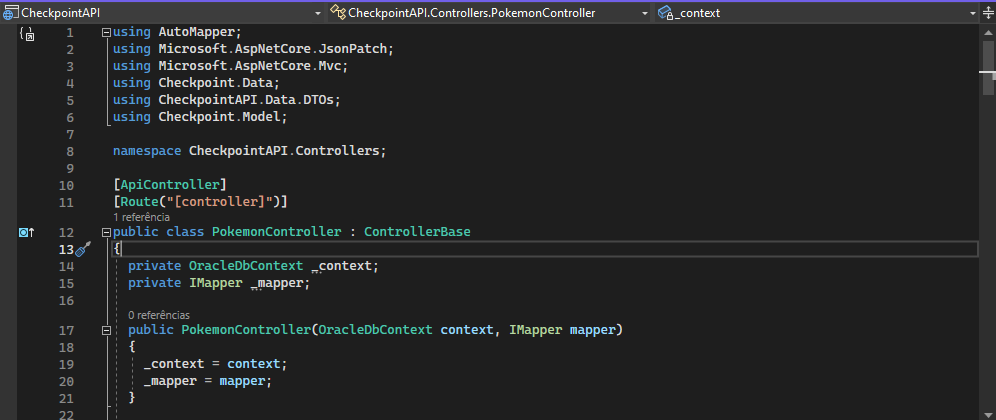 CheckpointAPI CheckpointAPI.Controllers.PokemonController _context
1 using AutoMapper;
2 using Microsoft.AspNetCore.JsonPatch;
3 using Microsoft.AspNetCore.Mvc;
4 using Checkpoint.Data;
5 using CheckpointAPI.Data.DTOs;
6 using Checkpoint.Model;
7
8 namespace CheckpointAPI.Controllers;
9
10 [ApiController]
11 [Route("[controller]")]
1 referência
12 public class PokemonController : ControllerBase
13 {
14 private OracleDbContext _context;
15 private IMapper _mapper;
16
0 referências
17 public PokemonController(OracleDbContext context, IMapper mapper)
18 {
19 _context = context;
20 _mapper = mapper;
21 }
22